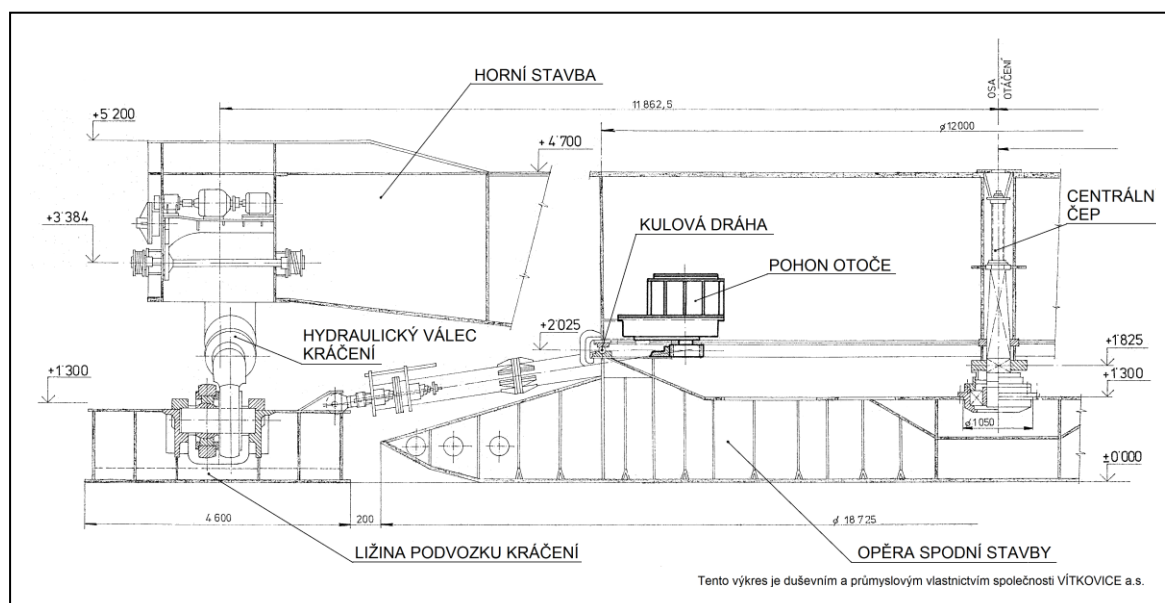 HORNÍ STAVBA
OSA
OTÁČENÍ
11 862,5
+5'200
⌀12000
+4'700
CENTRÁLN
ČEP
+3'384
KULOVÁ DRÁHA
POHON OTOČE
+2'025
HYDRAULICKÝ VÁLEC
KRÁČENÍ
+1'825
+1'300
+1'300
⌀1050
±0'000
4 600
200
⌀ 18 725
LIŽINA PODVOZKU KRÁČENÍ
OPĚRA SPODNÍ STAVBY
Tento výkres je duševním a průmyslovým vlastnictvím společnosti VÍTKOVICE a.s.